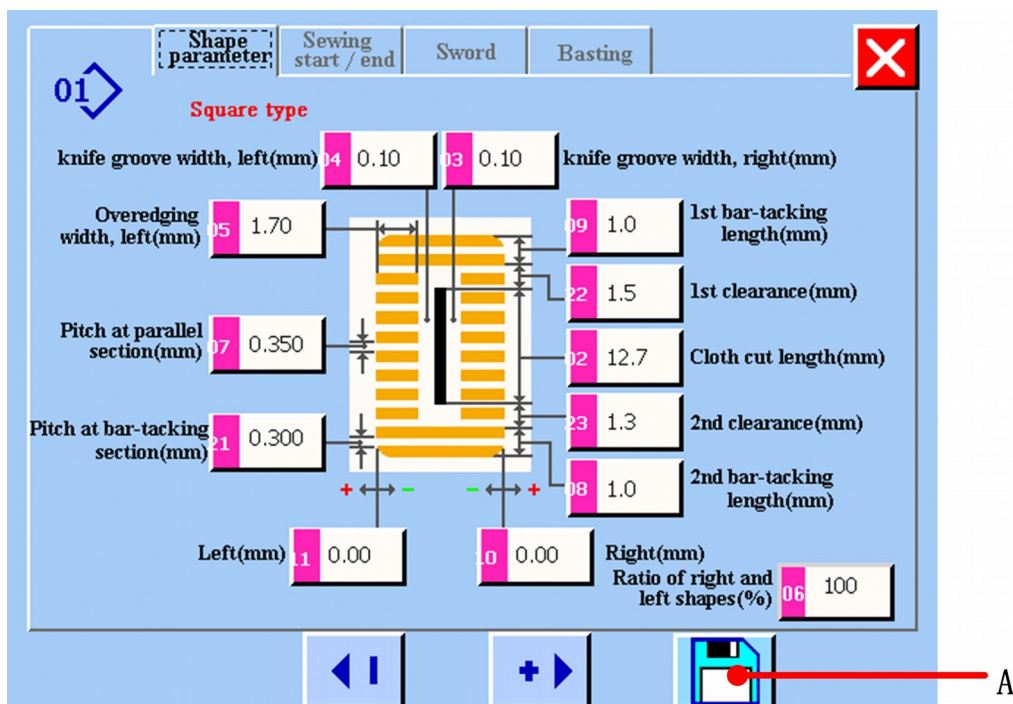 Shape
parameter
Sewing
start / end
Sword
Basting
01
Square type
knife groove width, left(mm)
04 0.10
03 0.10
knife groove width, right(mm)
Overedging
width, left(mm)
05 1.70
09 1.0
1st bar-tacking
length(mm)
22 1.5
1st clearance(mm)
Pitch at parallel
section(mm)
07 0.350
02 12.7
Cloth cut length(mm)
Pitch at bar-tacking
section(mm)
21 0.300
23 1.3
2nd clearance(mm)
08 1.0
2nd bar-tacking
length(mm)
+ - - +
Left(mm)
11 0.00
10 0.00
Right(mm)
Ratio of right and
left shapes(%)
06 100
+
A